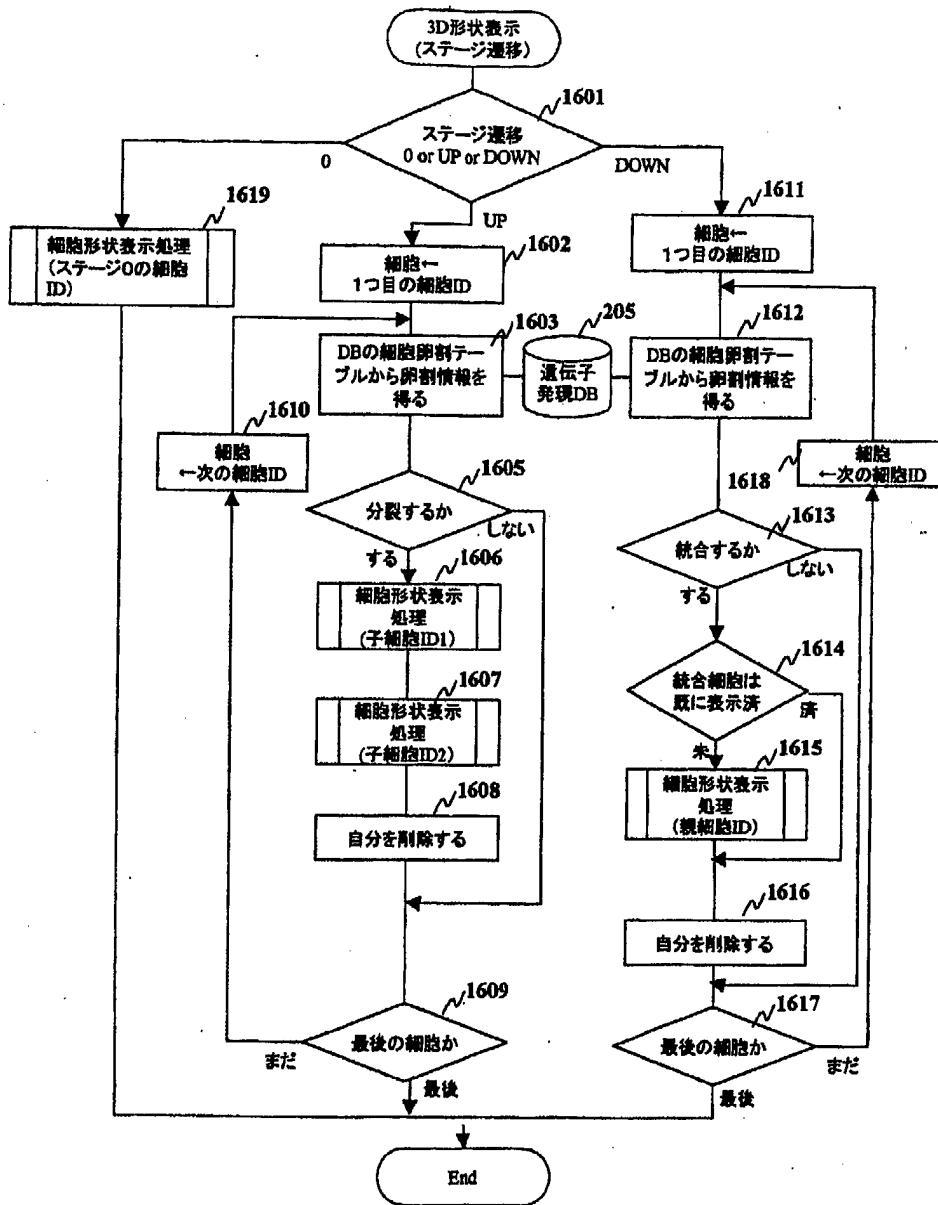 3D形状表示
(ステージ遷移)
1601
ステージ遷移
0 or UP or DOWN
0
UP
DOWN
1619
細胞形状表示処理
(ステージ0の細胞
ID)
1602
細胞←
1つ目の細胞ID
1611
細胞←
1つ目の細胞ID
1603
DBの細胞卵割テー
ブルから卵割情報を
得る
205
遺伝子
発現DB
1612
DBの細胞卵割テー
ブルから卵割情報を
得る
1610
細胞
←次の細胞ID
1618
細胞
←次の細胞ID
1605
分裂するか
しない
する
1606
細胞形状表示
処理
(子細胞ID1)
1607
細胞形状表示
処理
(子細胞ID2)
1608
自分を削除する
1609
最後の細胞か
まだ
最後
1613
統合するか
しない
する
1614
統合細胞は
既に表示済
済
未
1615
細胞形状表示
処理
(親細胞ID)
1616
自分を削除する
1617
最後の細胞か
まだ
最後
End